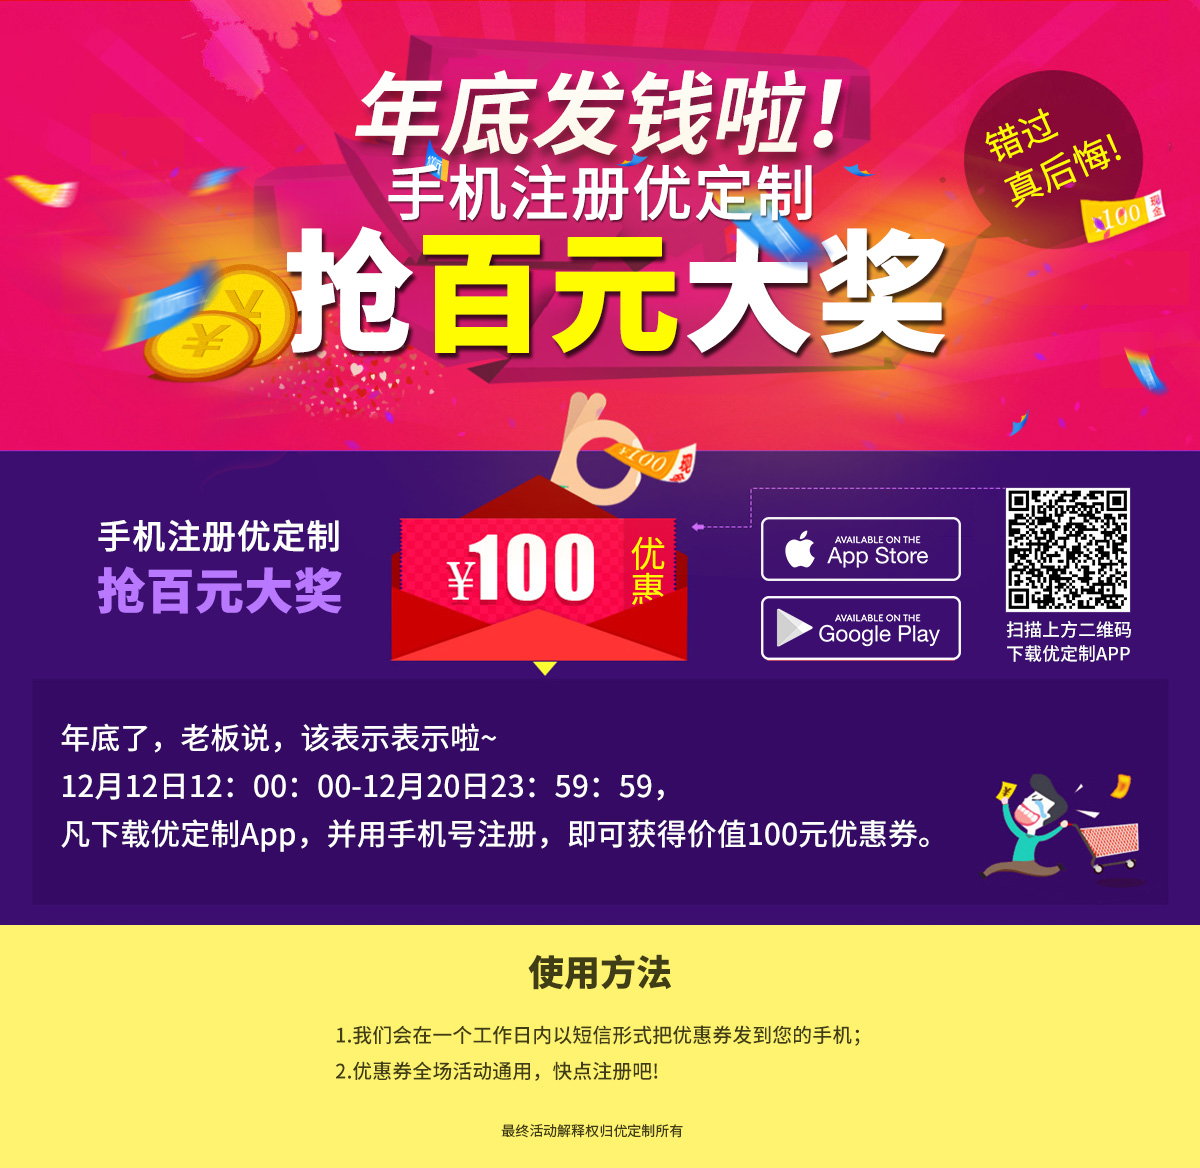 年底发钱啦！
手机注册优定制
抢百元大奖
错过
真后悔！
100 现金
¥100 现金
手机注册优定制
抢百元大奖
¥100 优惠
AVAILABLE ON THE
App Store
AVAILABLE ON THE
Google Play
扫描上方二维码
下载优定制APP
年底了，老板说，该表示表示啦~
12月12日12：00：00-12月20日23：59：59，
凡下载优定制App，并用手机号注册，即可获得价值100元优惠券。
使用方法
1.我们会在一个工作日内以短信形式把优惠券发到您的手机；
2.优惠券全场活动通用，快点注册吧!
最终活动解释权归优定制所有